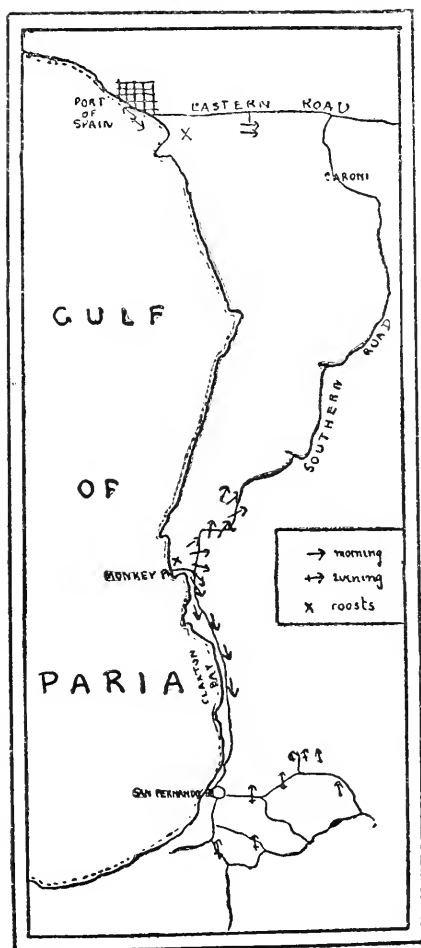 PORT
OF
SPAIN
EASTERN ROAD
X
CARONI
GULF
SOUTHERN ROAD
OF
→ morning
evening
x roosts
x
MONKEY Pt.
CLAXTON
BAY
PARIA
SAN FERNANDO